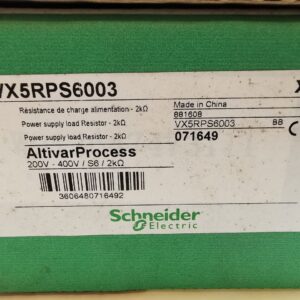 VX5RPS6003
Résistance de charge alimentation - 2kΩ
Power supply load Resistor - 2kΩ
Power supply load Resistor - 2kΩ
AltivarProcess
200V - 400V / S6 / 2kΩ
3606480716492
Made in China
881608
VX5RPS6003 BB
071649
Schneider
Electric